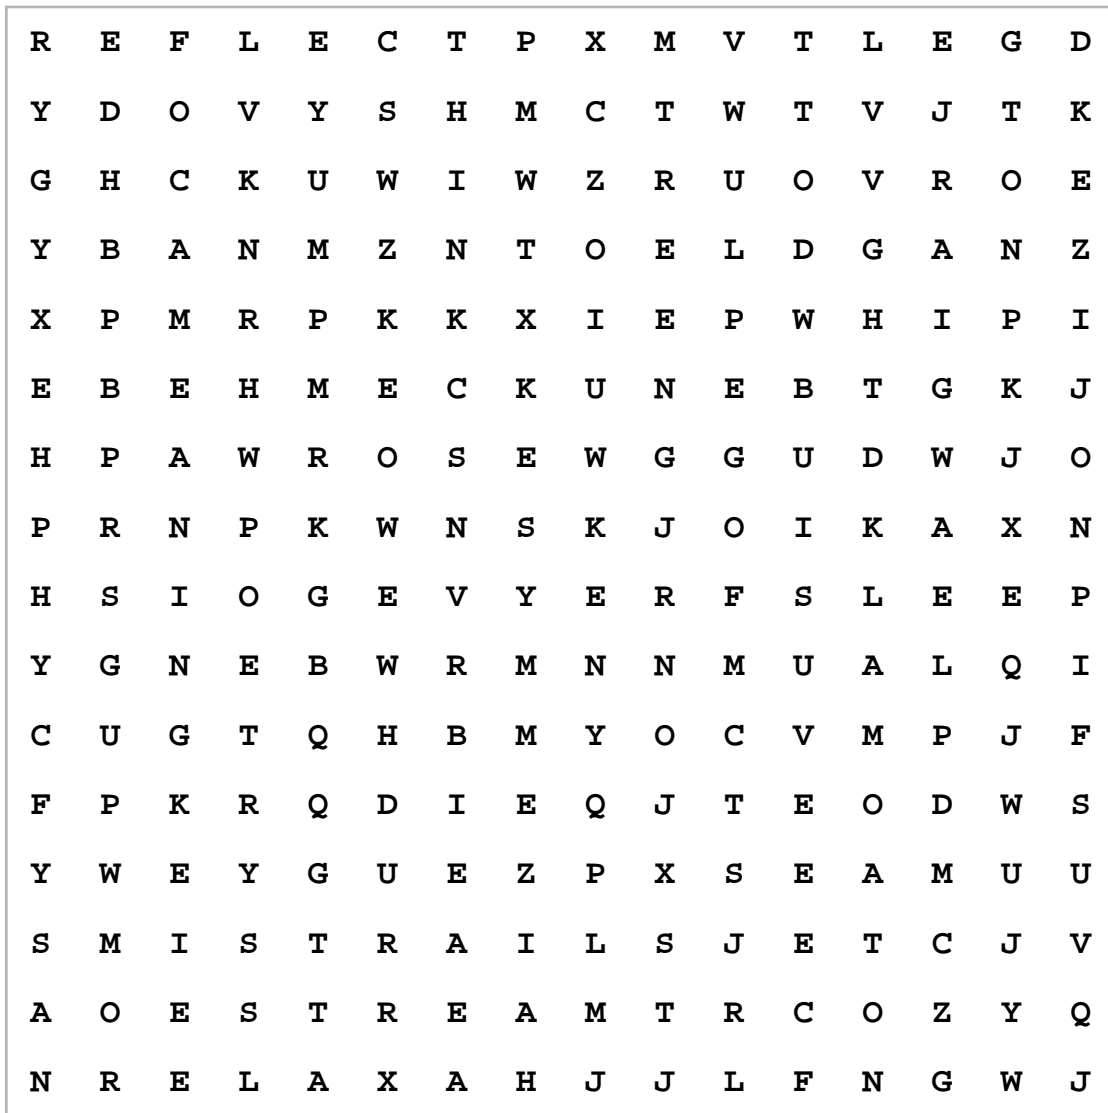 R E F L E C T P X M V T L E G D
Y D O V Y S H M C T W T V J T K
G H C K U W I W Z R U O V R O E
Y B A N M Z N T O E L D G A N Z
X P M R P K K X I E P W H I P I
E B E H M E C K U N E B T G K J
H P A W R O S E W G G U D W J O
P R N P K W N S K J O I K A X N
H S I O G E V Y E R F S L E E P
Y G N E B W R M N N M U A L Q I
C U G T Q H B M Y O C V M P J F
F P K R Q D I E Q J T E O D W S
Y W E Y G U E Z P X S E A M U U
S M I S T R A I L S J E T C J V
A O E S T R E A M T R C O Z Y Q
N R E L A X A H J J L F N G W J